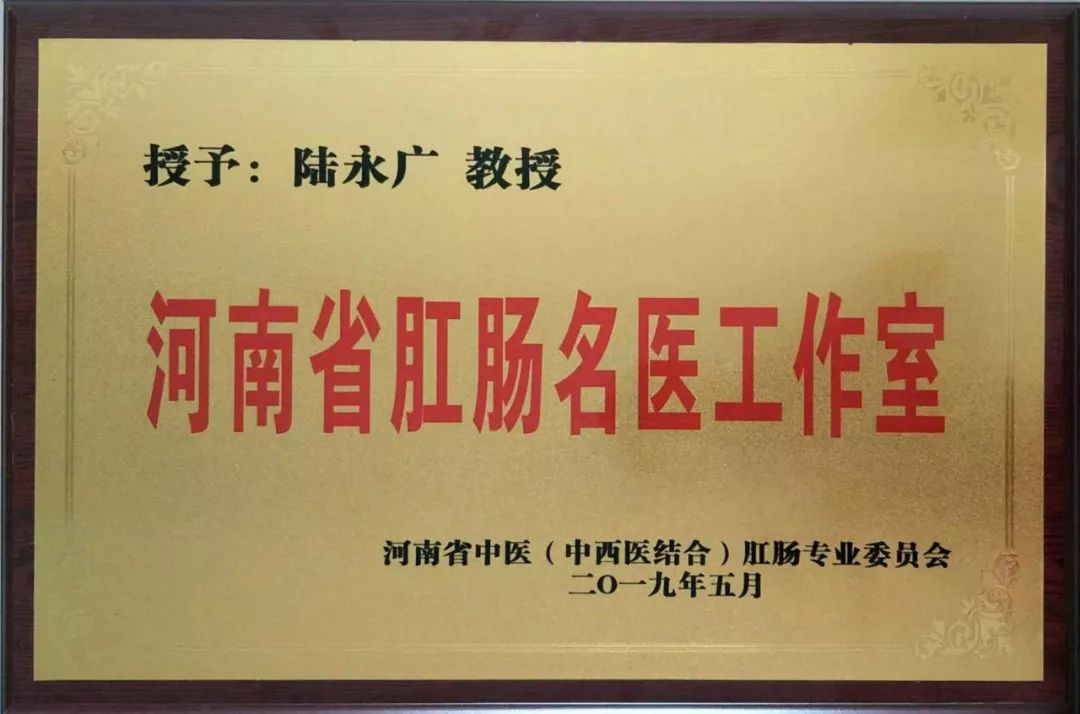 授予：陆永广 教授
河南省肛肠名医工作室
河南省中医（中西医结合）肛肠专业委员会
二O一九年五月